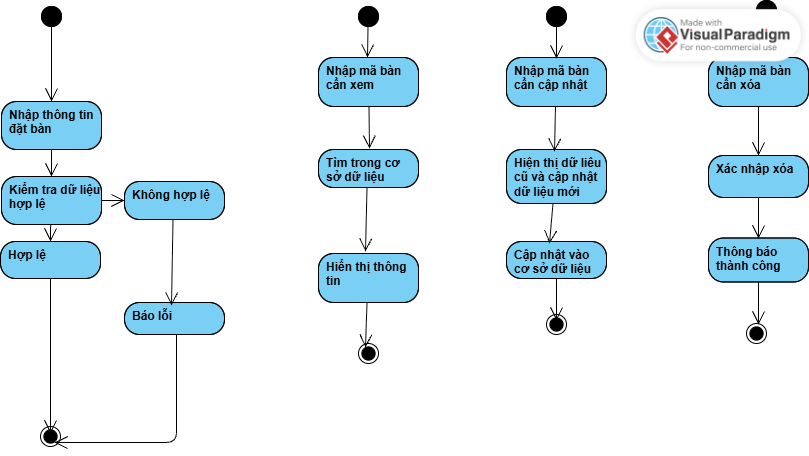 Made with
VisualParadigm
For non-commercial use
Nhập thông tin
đặt bàn
Kiểm tra dữ liệu
hợp lệ
Không hợp lệ
Hợp lệ
Báo lỗi
Nhập mã bàn
cần xem
Tìm trong cơ
sở dữ liệu
Hiển thị thông
tin
Nhập mã bàn
cần cập nhật
Hiện thị dữ liêu
cũ và cập nhật
dữ liệu mới
Cập nhật vào
cơ sở dữ liệu
Nhập mã bàn
cần xóa
Xác nhập xóa
Thông báo
thành công